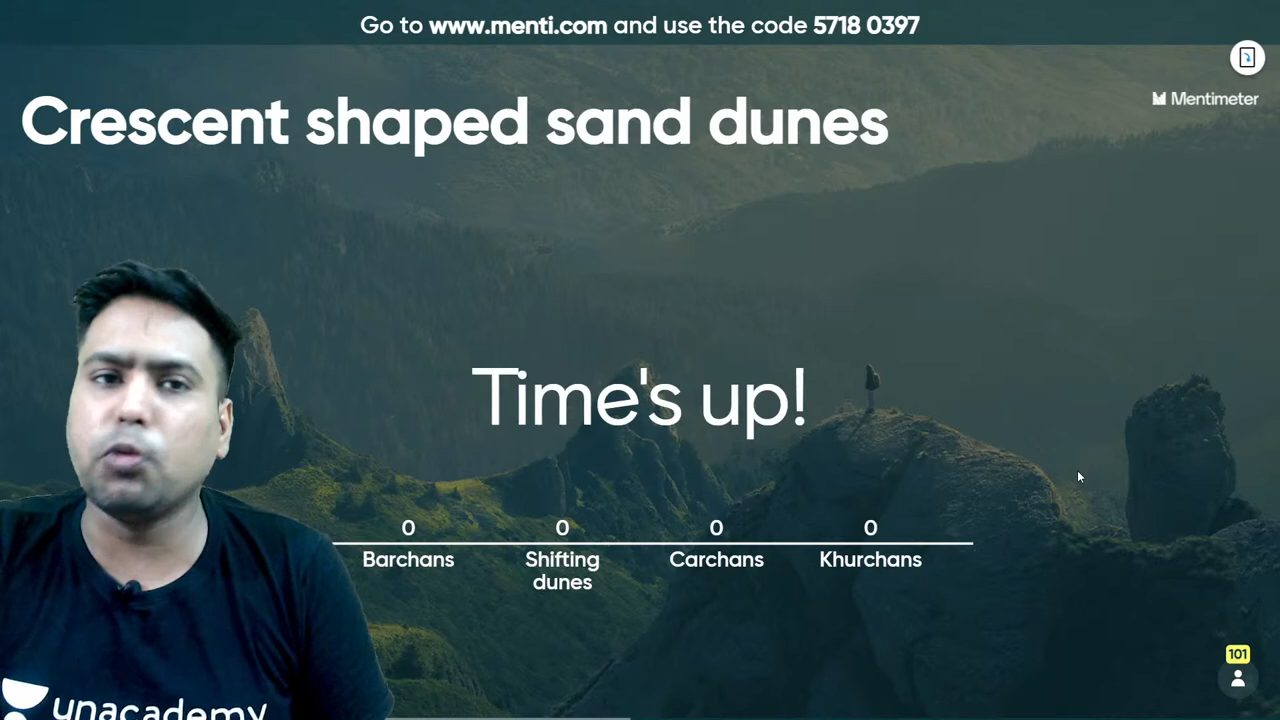 Go to www.menti.com and use the code 5718 0397
Mentimeter
Crescent shaped sand dunes
Time's up!
0 0 0 0
Barchans Shifting dunes Carchans Khurchans
101
unacademy